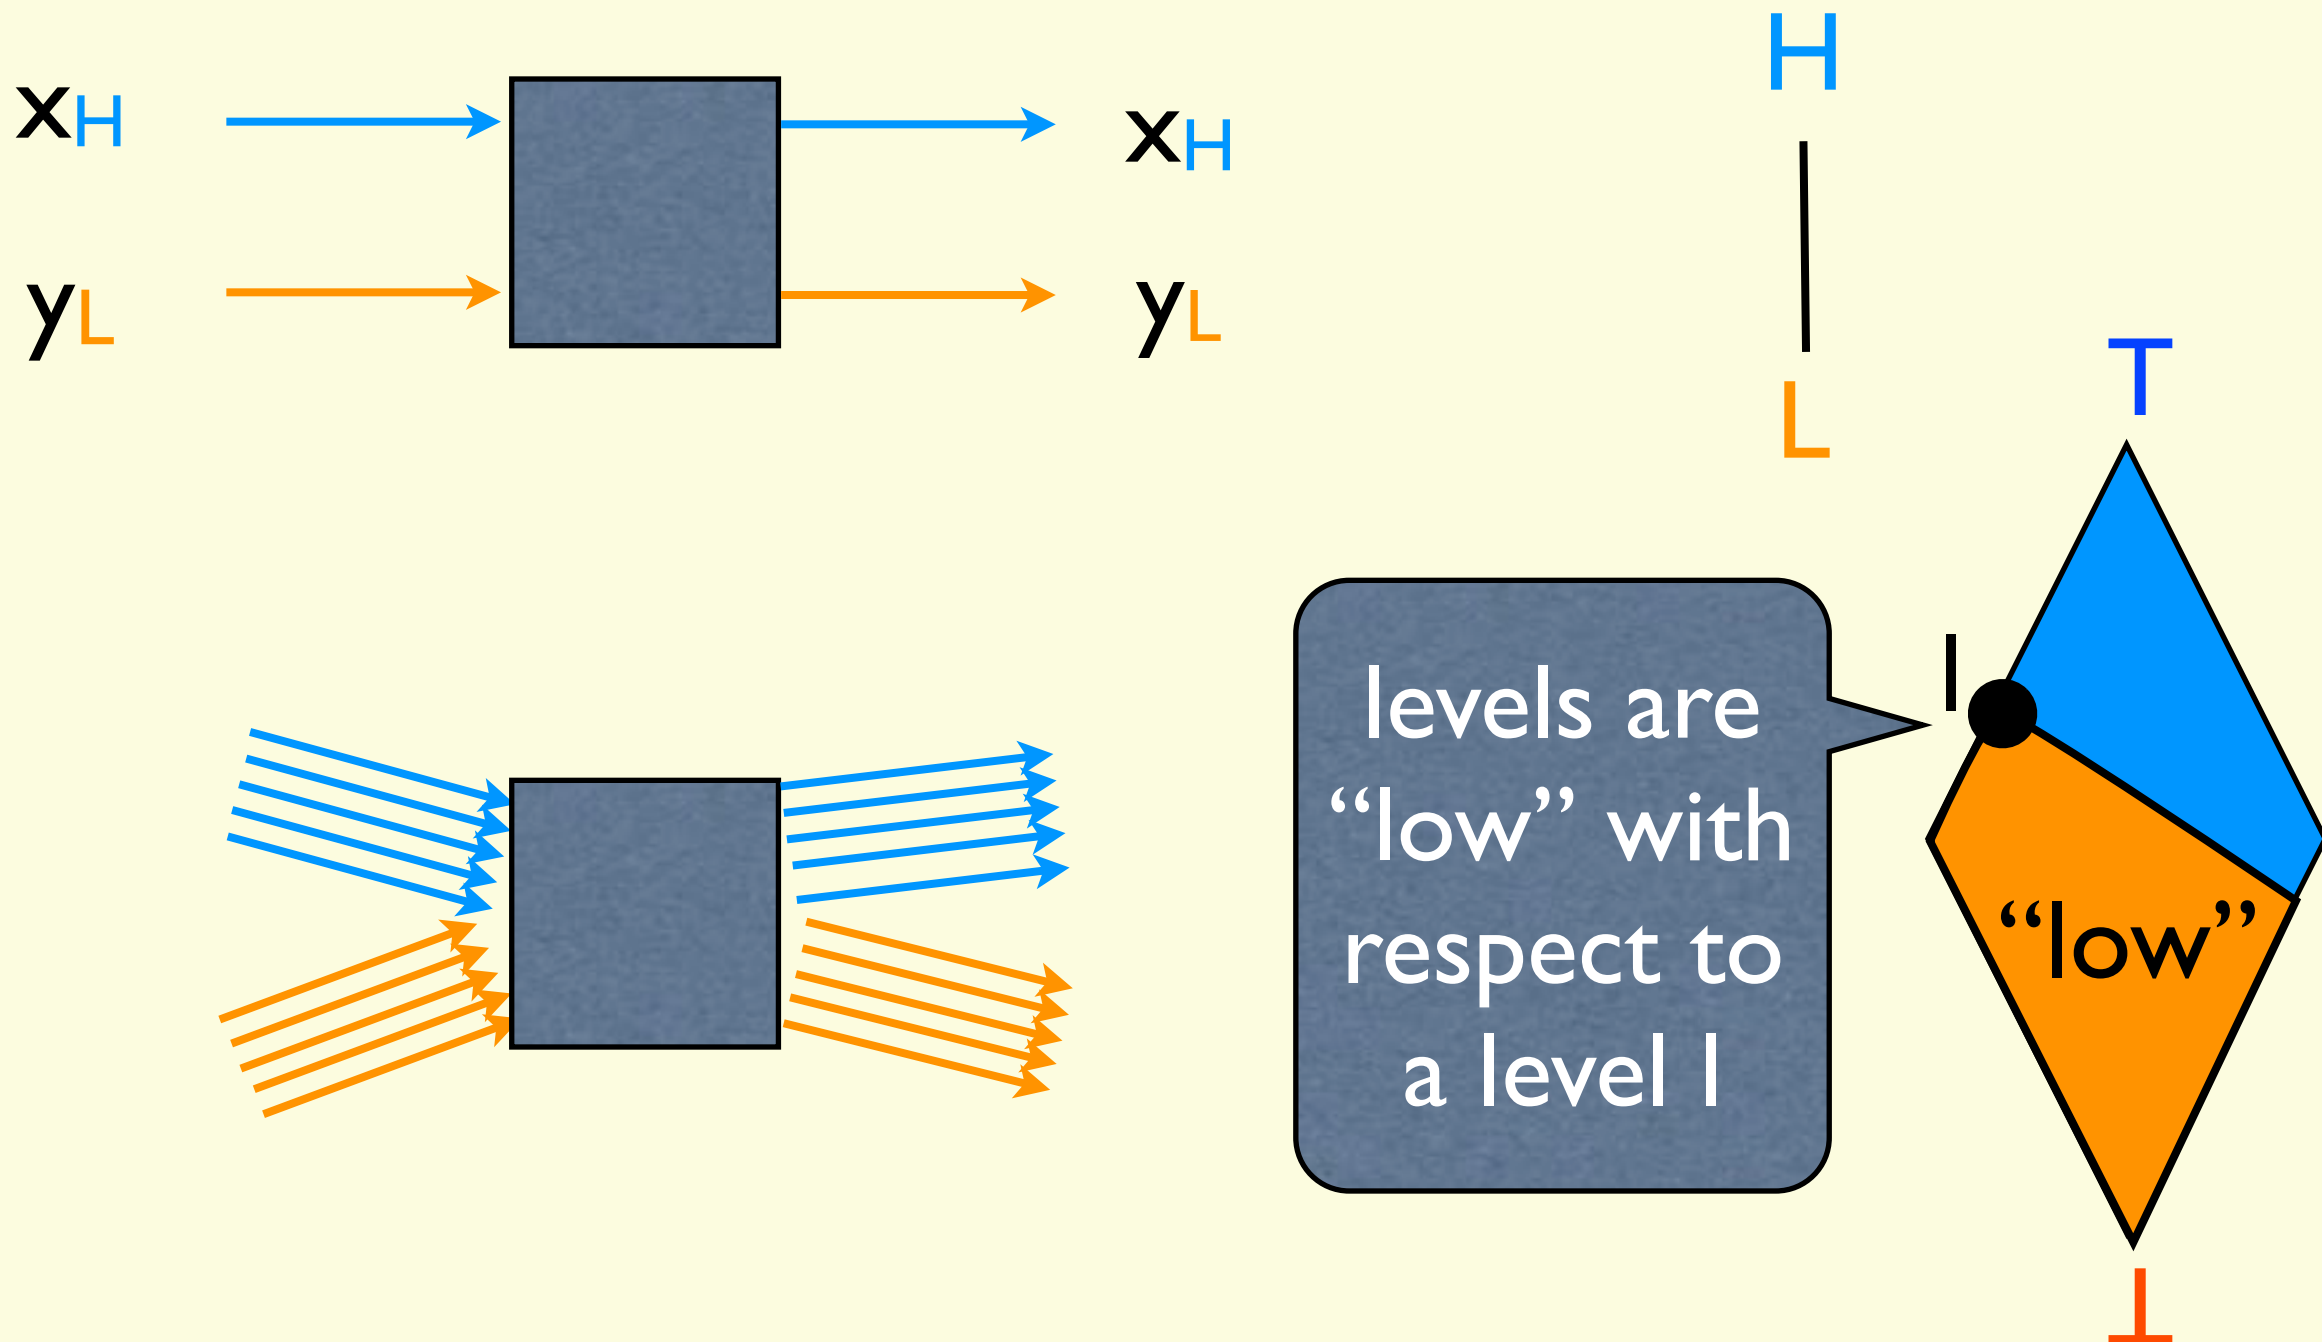 xH
xH
yL
yL
H
L
⊤
l
levels are
“low” with
respect to
a level l
“low”
⊥